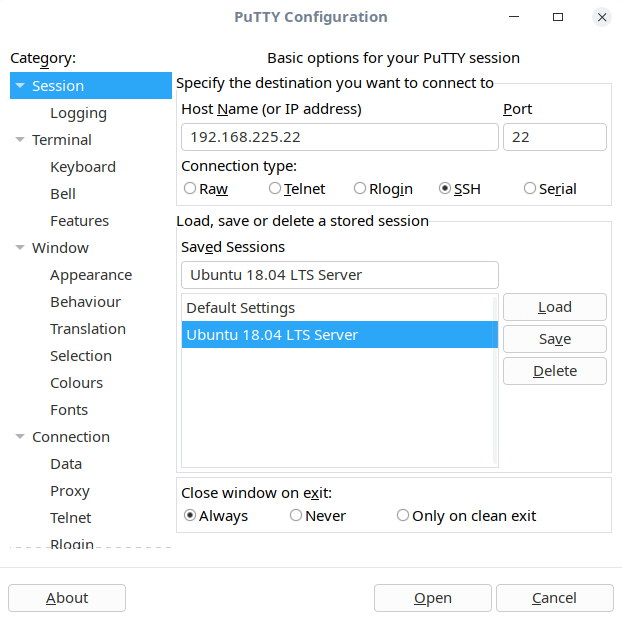 PuTTY Configuration
Category:
Session
Logging
Terminal
Keyboard
Bell
Features
Window
Appearance
Behaviour
Translation
Selection
Colours
Fonts
Connection
Data
Proxy
Telnet
Rlogin
Basic options for your PuTTY session
Specify the destination you want to connect to
Host Name (or IP address) Port
192.168.225.22 22
Connection type:
Raw Telnet Rlogin SSH Serial
Load, save or delete a stored session
Saved Sessions
Ubuntu 18.04 LTS Server
Default Settings
Ubuntu 18.04 LTS Server
Load
Save
Delete
Close window on exit:
Always Never Only on clean exit
About Open Cancel